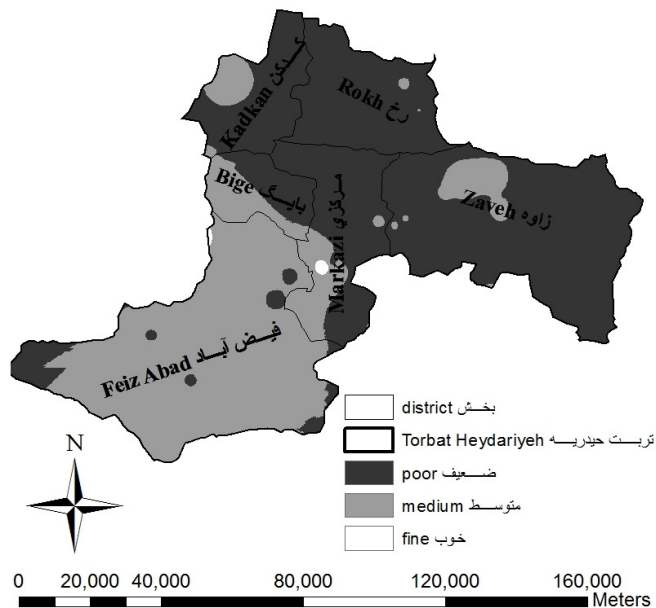 Kadkan کدکن
Rokh رخ
Bige بایگ
Markazi مرکزي
Zaveh زاوه
Feiz Abad فیض آباد
district بخش
Torbat Heydariyeh تربت حیدریه
poor ضعیف
medium متوسط
fine خوب
N
0 20,000 40,000 80,000 120,000 160,000
Meters